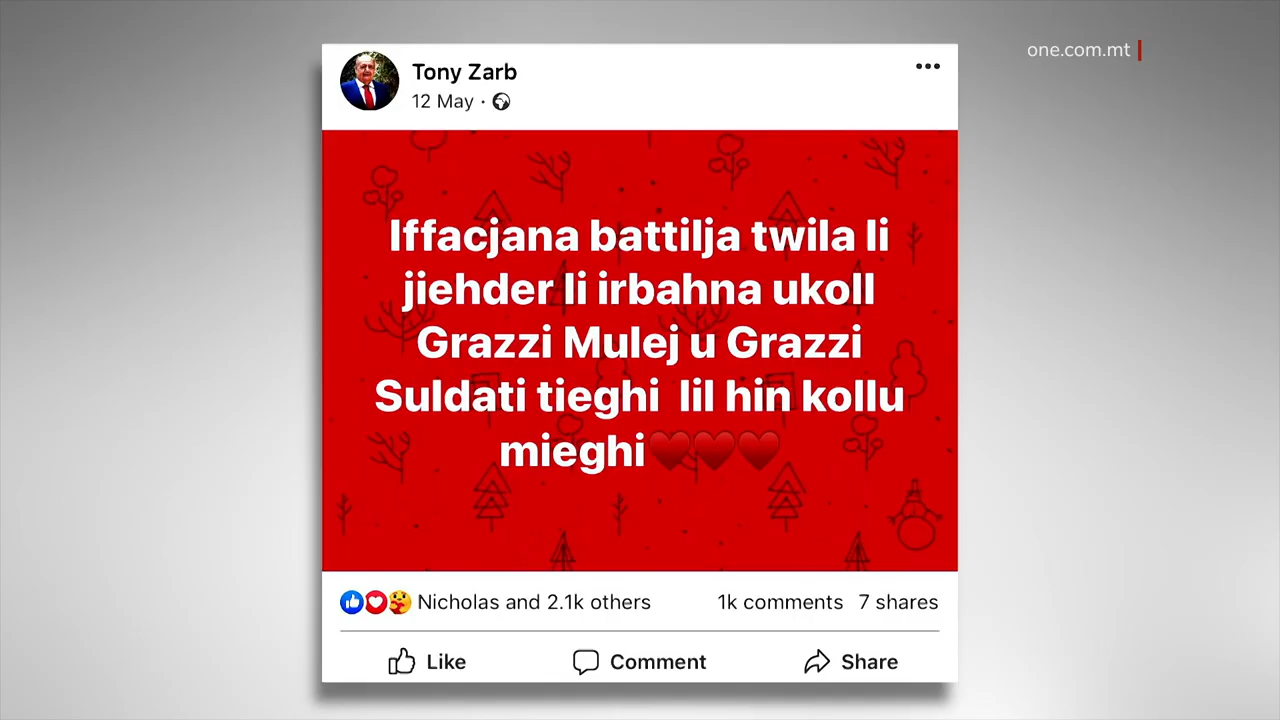 one.com.mt
Tony Zarb
12 May ·
Iffacjana battilja twila li
jiehder li irbahna ukoll
Grazzi Mulej u Grazzi
Suldati tieghi lil hin kollu
mieghi
Nicholas and 2.1k others 1k comments 7 shares
Like Comment Share